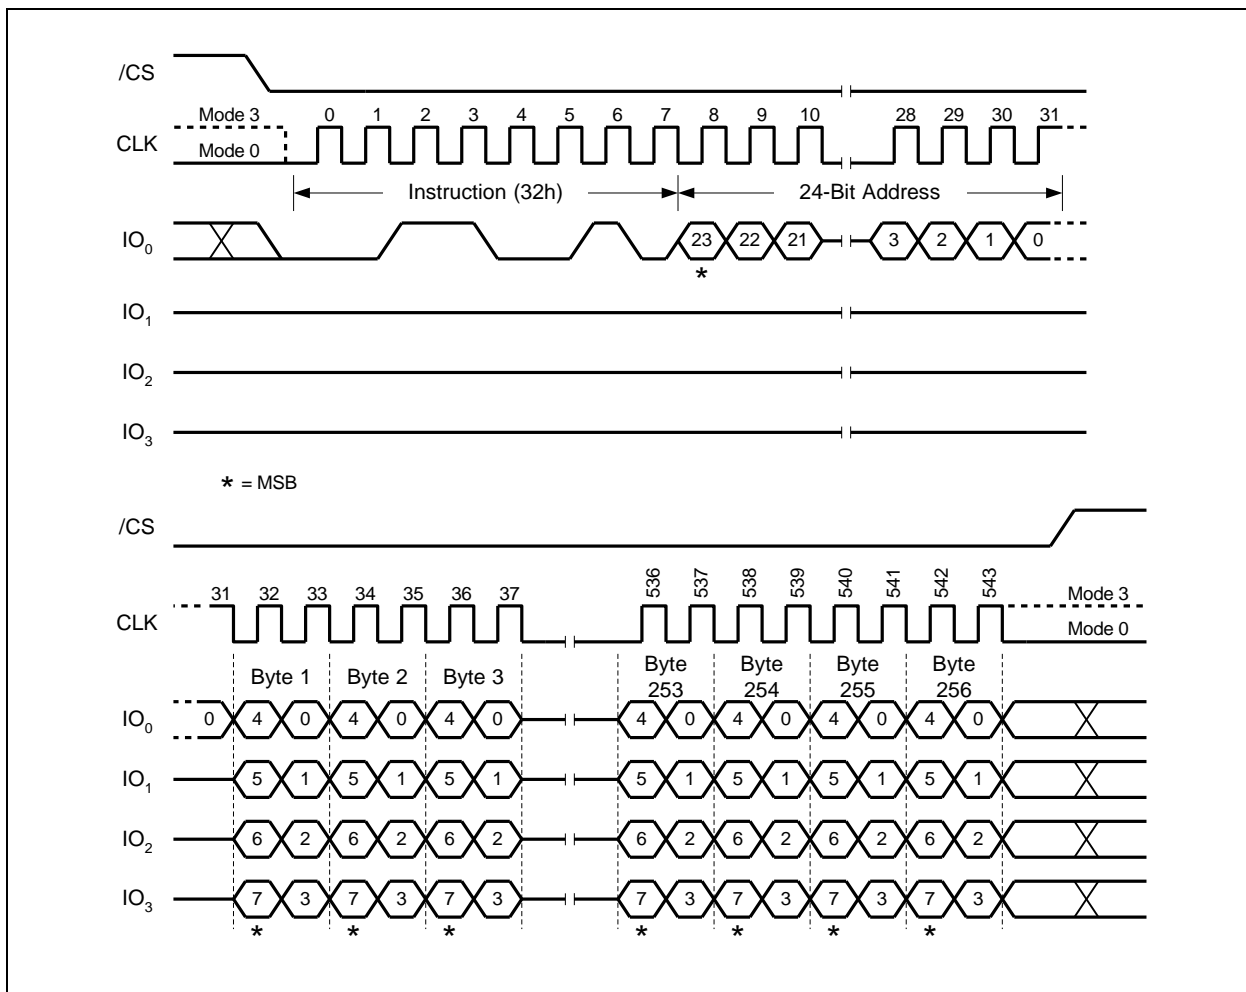 /CS
Mode 3 0 1 2 3 4 5 6 7 8 9 10 28 29 30 31
CLK
Mode 0
Instruction (32h) 24-Bit Address
IO0 23 22 21 3 2 1 0
*
IO1
IO2
IO3
* = MSB
/CS
31 32 33 34 35 36 37 536 537 538 539 540 541 542 543 Mode 3
CLK
Mode 0
Byte 1 Byte 2 Byte 3 Byte 253 Byte 254 Byte 255 Byte 256
IO0 0 4 0 4 0 4 0 4 0 4 0 4 0 4 0
IO1 5 1 5 1 5 1 5 1 5 1 5 1 5 1
IO2 6 2 6 2 6 2 6 2 6 2 6 2 6 2
IO3 7 3 7 3 7 3 7 3 7 3 7 3 7 3
* * * * * * *